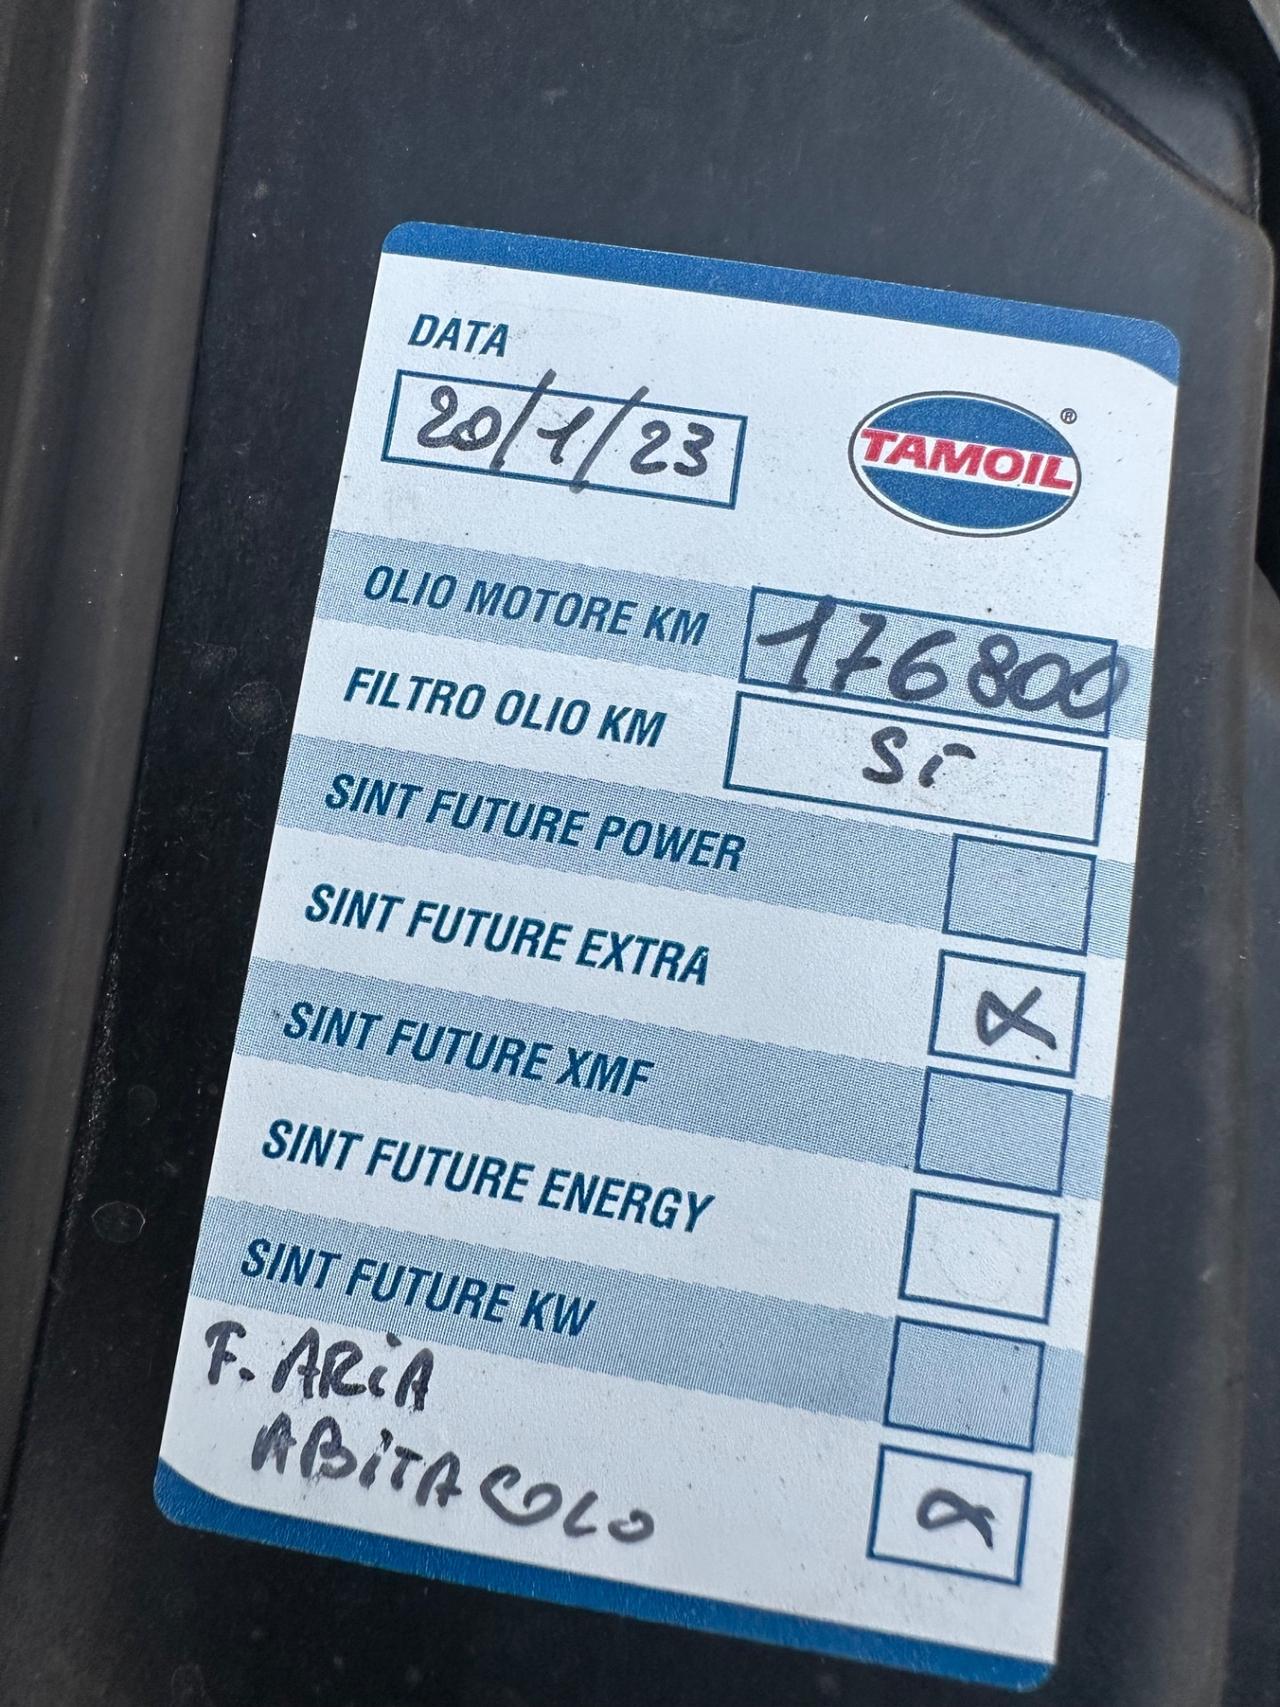 DATA
20/1/23
TAMOIL®
OLIO MOTORE KM 176800
FILTRO OLIO KM Si
SINT FUTURE POWER
SINT FUTURE EXTRA X
SINT FUTURE XMF
SINT FUTURE ENERGY
SINT FUTURE KW
F. ARiA
ABiTACOLO X